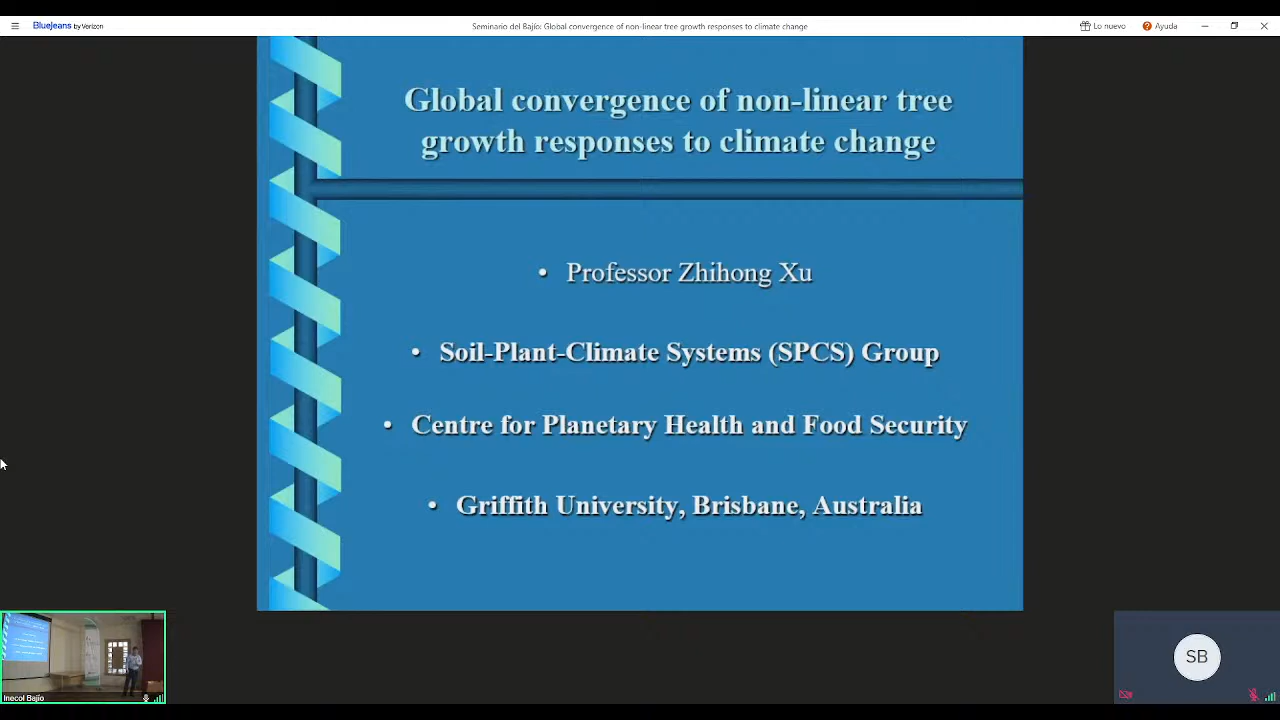 BlueJeans by Verizon
Seminario del Bajío: Global convergence of non-linear tree growth responses to climate change
Lo nuevo
Ayuda
Global convergence of non-linear tree
growth responses to climate change
• Professor Zhihong Xu
• Soil-Plant-Climate Systems (SPCS) Group
• Centre for Planetary Health and Food Security
• Griffith University, Brisbane, Australia
Inecol Bajío
SB